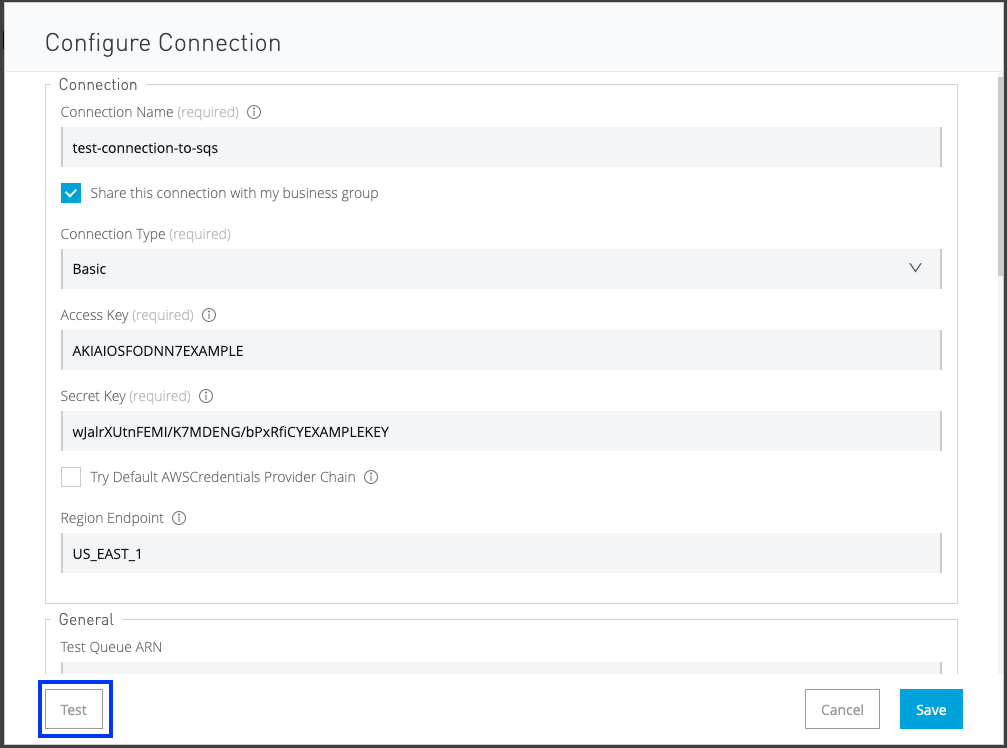 Configure Connection
Connection
Connection Name (required)
test-connection-to-sqs
Share this connection with my business group
Connection Type (required)
Basic
Access Key (required)
AKIAIOSFODNN7EXAMPLE
Secret Key (required)
wJalrXUtnFEMI/K7MDENG/bPxRfiCYEXAMPLEKEY
Try Default AWSCredentials Provider Chain
Region Endpoint
US_EAST_1
General
Test Queue ARN
Test
Cancel
Save